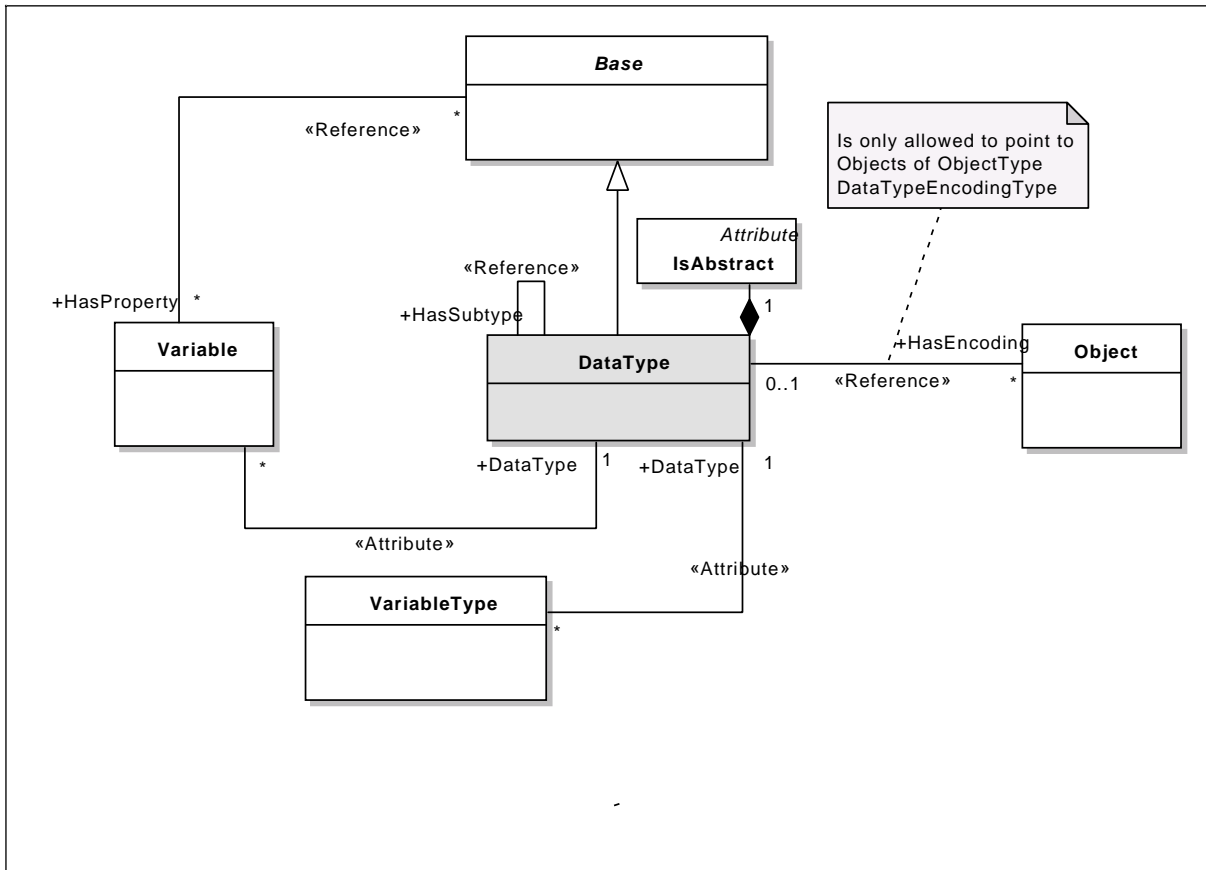 Base
«Reference»
*
Is only allowed to point to
Objects of ObjectType
DataTypeEncodingType
Attribute
IsAbstract
1
«Reference»
+HasSubtype
+HasProperty
*
Variable
DataType
+HasEncoding
0..1
«Reference»
*
Object
*
+DataType
1
+DataType
1
«Attribute»
«Attribute»
VariableType
*